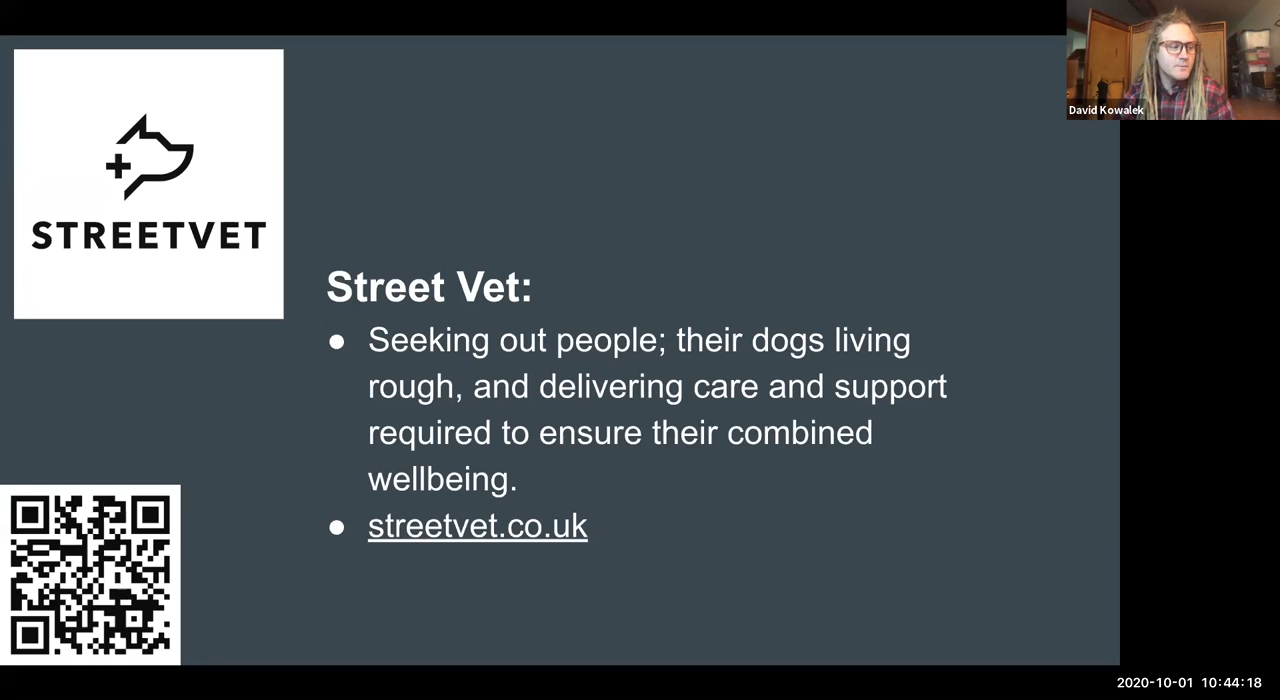 David Kowalek
STREETVET
Street Vet:
● Seeking out people; their dogs living
rough, and delivering care and support
required to ensure their combined
wellbeing.
● streetvet.co.uk
2020-10-01 10:44:18